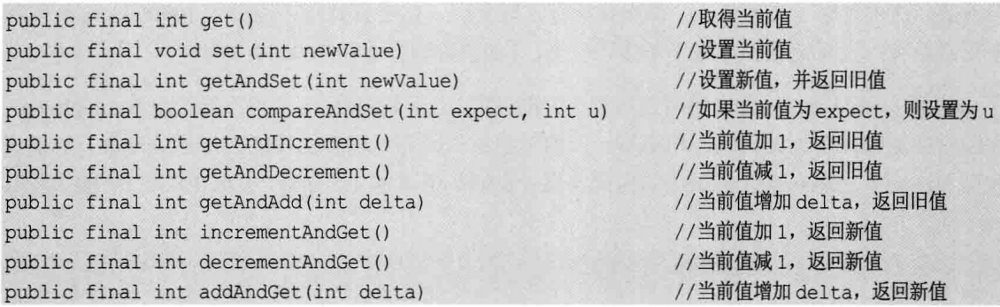 public final int get() //取得当前值
public final void set(int newValue) //设置当前值
public final int getAndSet(int newValue) //设置新值，并返回旧值
public final boolean compareAndSet(int expect, int u) //如果当前值为expect，则设置为u
public final int getAndIncrement() //当前值加1，返回旧值
public final int getAndDecrement() //当前值减1，返回旧值
public final int getAndAdd(int delta) //当前值增加delta，返回旧值
public final int incrementAndGet() //当前值加1，返回新值
public final int decrementAndGet() //当前值减1，返回新值
public final int addAndGet(int delta) //当前值增加delta，返回新值